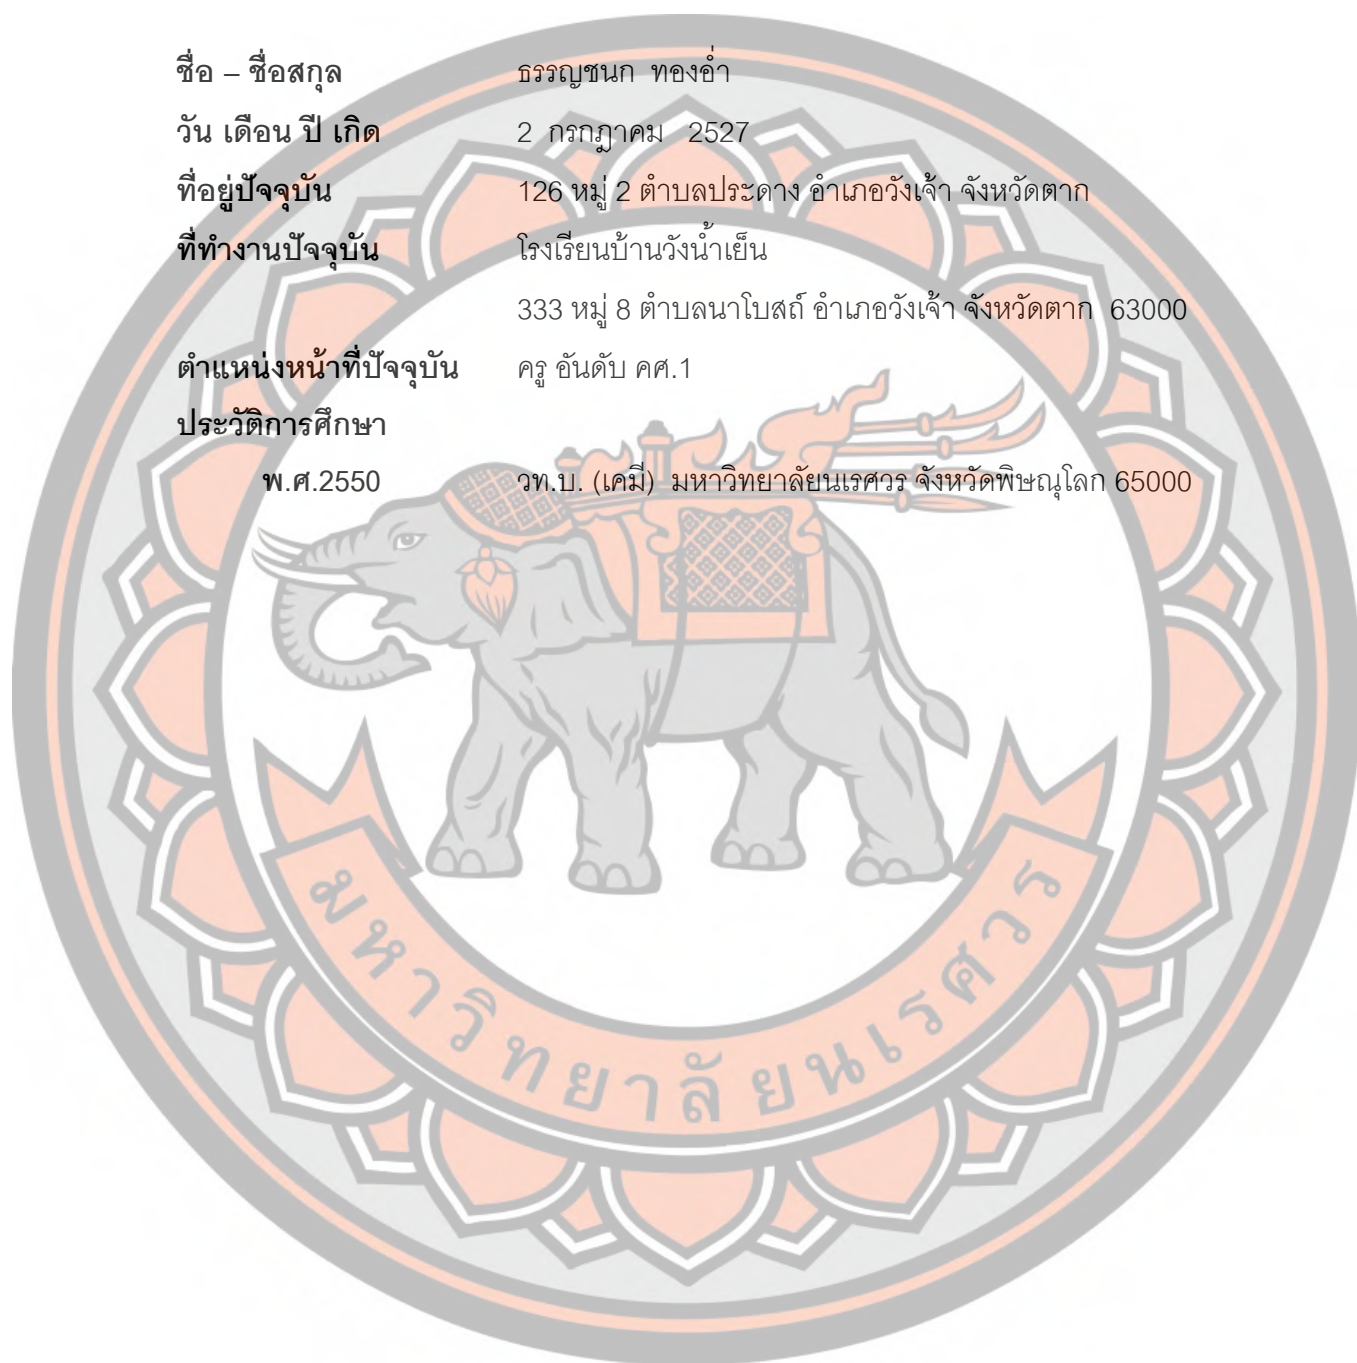 ชื่อ – ชื่อสกุล ธรรญชนก ทองอ่ำ
วัน เดือน ปี เกิด 2 กรกฎาคม 2527
ที่อยู่ปัจจุบัน 126 หมู่ 2 ตำบลประดาง อำเภอวังเจ้า จังหวัดตาก
ที่ทำงานปัจจุบัน โรงเรียนบ้านวังน้ำเย็น
333 หมู่ 8 ตำบลนาโบสถ์ อำเภอวังเจ้า จังหวัดตาก 63000
ตำแหน่งหน้าที่ปัจจุบัน ครู อันดับ คศ.1
ประวัติการศึกษา
พ.ศ.2550 วท.บ. (เคมี) มหาวิทยาลัยนเรศวร จังหวัดพิษณุโลก 65000
มหาวิทยาลัยนเรศวร